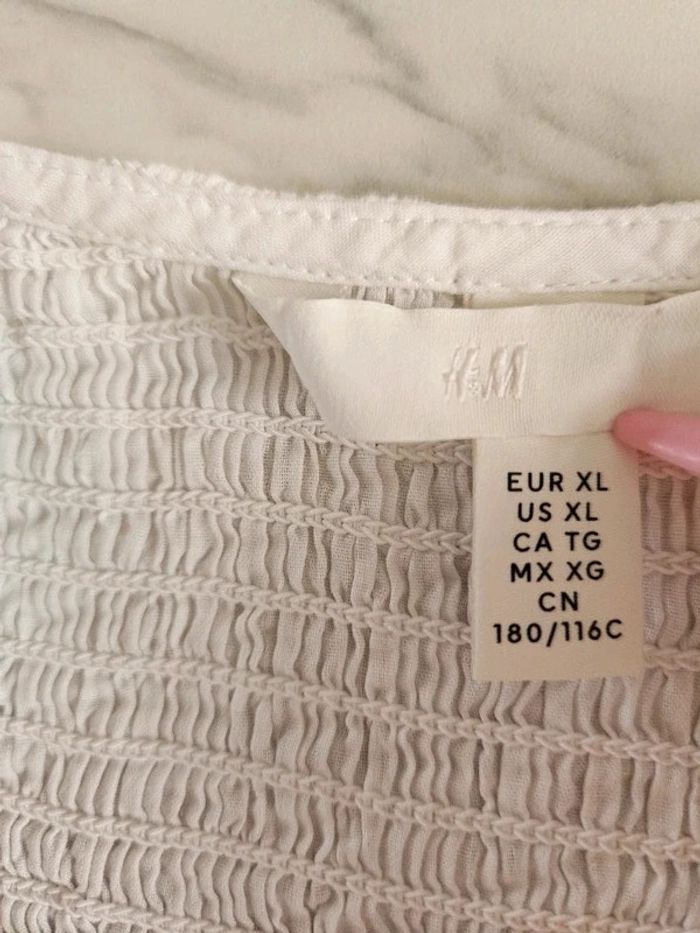 H&M
EUR XL
US XL
CA TG
MX XG
CN
180/116C